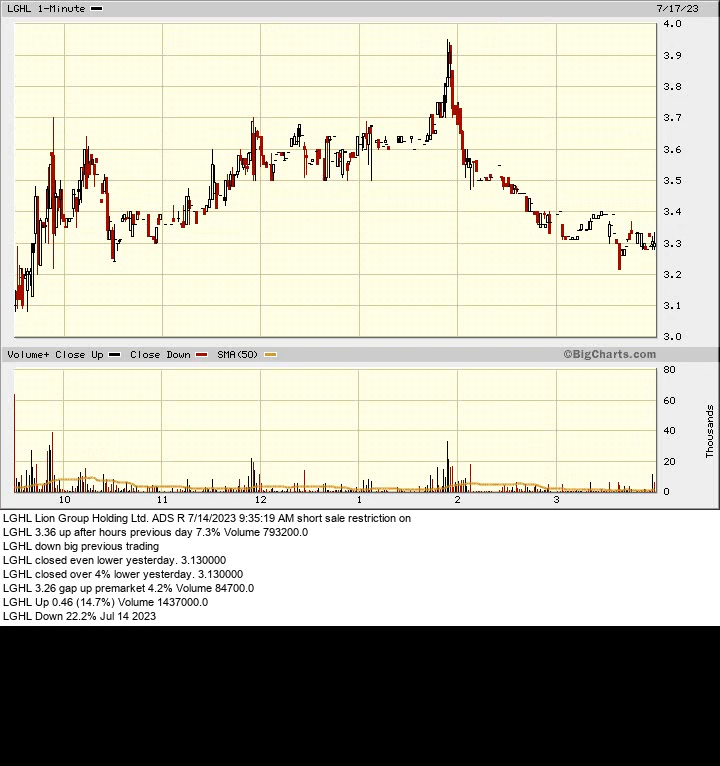 LGHL 1-Minute 7/17/23
4.0
3.9
3.8
3.7
3.6
3.5
3.4
3.3
3.2
3.1
3.0
Volume+ Close Up Close Down SMA(50) ©BigCharts.com
80
60
40
20
0
Thousands
10 11 12 1 2 3
LGHL Lion Group Holding Ltd. ADS R 7/14/2023 9:35:19 AM short sale restriction on
LGHL 3.36 up after hours previous day 7.3% Volume 793200.0
LGHL down big previous trading
LGHL closed even lower yesterday. 3.130000
LGHL closed over 4% lower yesterday. 3.130000
LGHL 3.26 gap up premarket 4.2% Volume 84700.0
LGHL Up 0.46 (14.7%) Volume 1437000.0
LGHL Down 22.2% Jul 14 2023